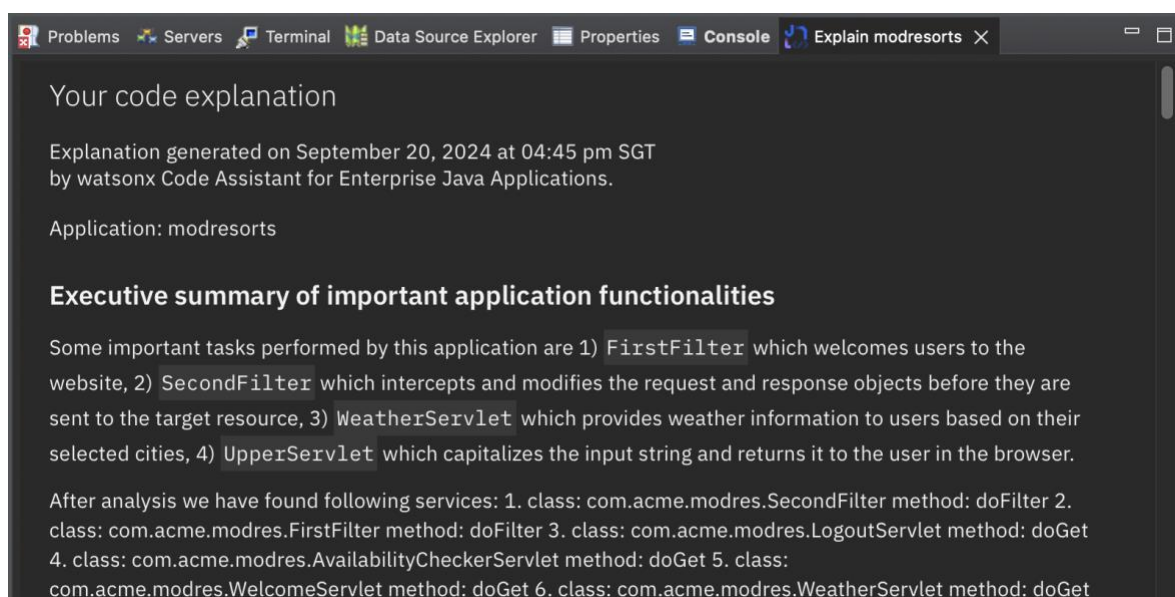 Problems Servers Terminal Data Source Explorer Properties Console Explain modresorts
Your code explanation
Explanation generated on September 20, 2024 at 04:45 pm SGT
by watsonx Code Assistant for Enterprise Java Applications.
Application: modresorts
Executive summary of important application functionalities
Some important tasks performed by this application are 1) FirstFilter which welcomes users to the
website, 2) SecondFilter which intercepts and modifies the request and response objects before they are
sent to the target resource, 3) WeatherServlet which provides weather information to users based on their
selected cities, 4) UpperServlet which capitalizes the input string and returns it to the user in the browser.
After analysis we have found following services: 1. class: com.acme.modres.SecondFilter method: doFilter 2.
class: com.acme.modres.FirstFilter method: doFilter 3. class: com.acme.modres.LogoutServlet method: doGet
4. class: com.acme.modres.AvailabilityCheckerServlet method: doGet 5. class:
com.acme.modres.WelcomeServlet method: doGet 6. class: com.acme.modres.WeatherServlet method: doGet